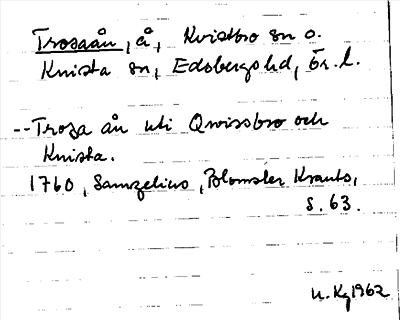 Trosaån, å, Kvistbro sn o.
Knista sn, Edsbergs hd, Ör. l.
--Trosa ån uti Qwissbro och
Knista.
1760, Samzelius, Blomster Krants,
S. 63.
N. Kg 1962